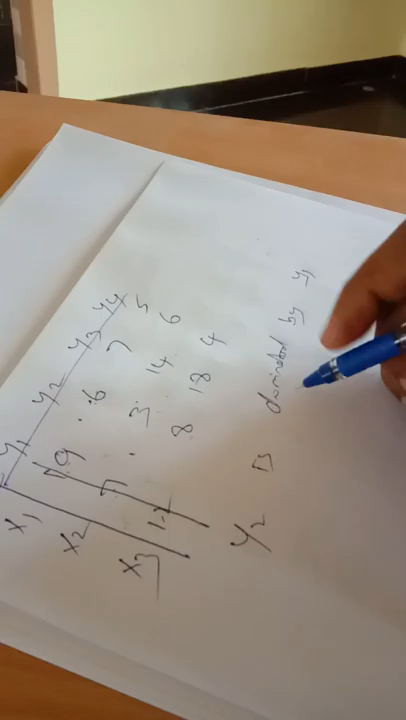 Y1 Y2 Y3 Y4
X1 9 6 7 5
X2 7 3 14 6
X3 12 8 18 4
Y2 is dominated by Y1